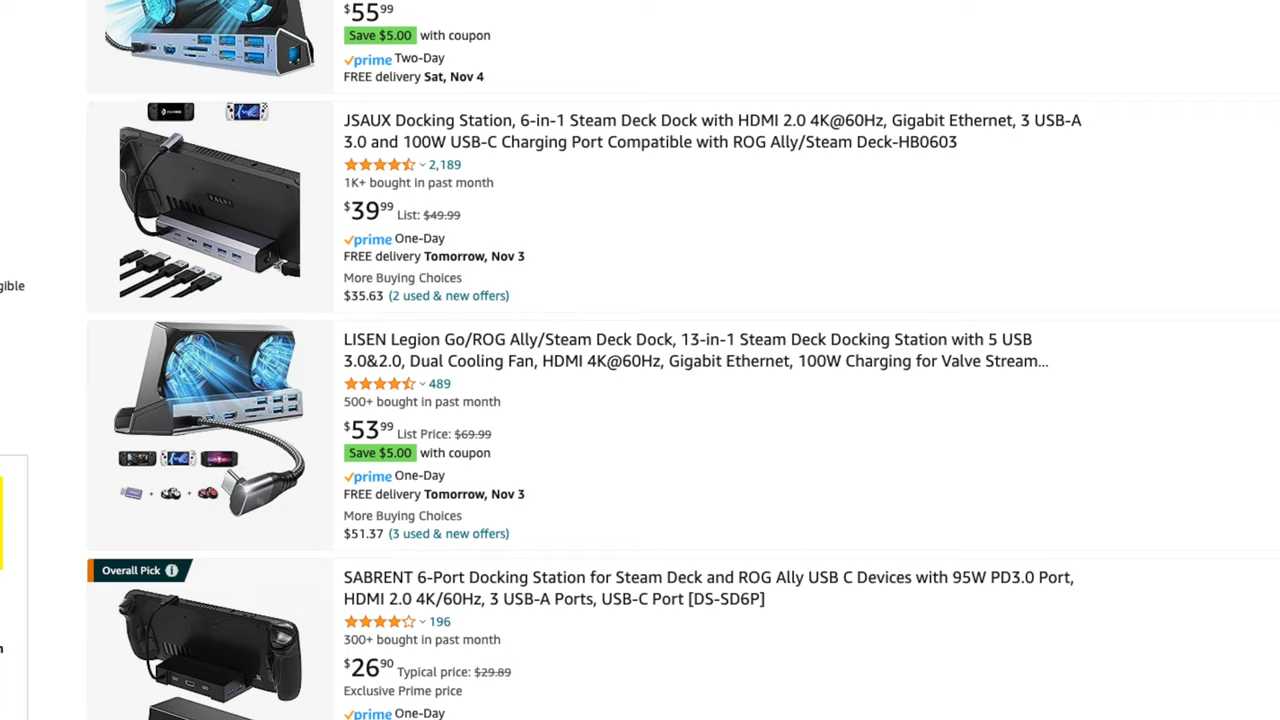 $55 99
Save $5.00 with coupon
prime Two-Day
FREE delivery Sat, Nov 4
JSAUX Docking Station, 6-in-1 Steam Deck Dock with HDMI 2.0 4K@60Hz, Gigabit Ethernet, 3 USB-A
3.0 and 100W USB-C Charging Port Compatible with ROG Ally/Steam Deck-HB0603
2,189
1K+ bought in past month
$39 99 List: $49.99
prime One-Day
FREE delivery Tomorrow, Nov 3
More Buying Choices
$35.63 (2 used & new offers)
gible
LISEN Legion Go/ROG Ally/Steam Deck Dock, 13-in-1 Steam Deck Docking Station with 5 USB
3.0&2.0, Dual Cooling Fan, HDMI 4K@60Hz, Gigabit Ethernet, 100W Charging for Valve Stream...
489
500+ bought in past month
$53 99 List Price: $69.99
Save $5.00 with coupon
prime One-Day
FREE delivery Tomorrow, Nov 3
More Buying Choices
$51.37 (3 used & new offers)
Overall Pick
SABRENT 6-Port Docking Station for Steam Deck and ROG Ally USB C Devices with 95W PD3.0 Port,
HDMI 2.0 4K/60Hz, 3 USB-A Ports, USB-C Port [DS-SD6P]
196
300+ bought in past month
$26 90 Typical price: $29.89
Exclusive Prime price
prime One-Day